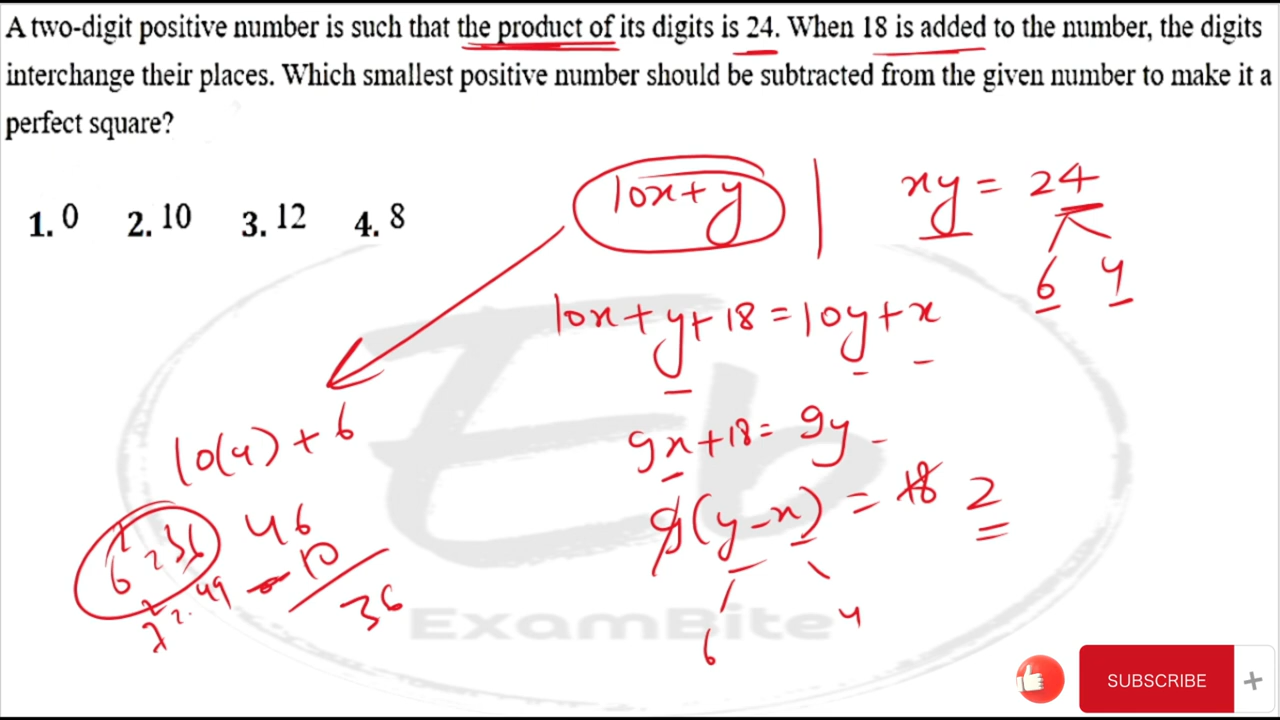 A two-digit positive number is such that the product of its digits is 24. When 18 is added to the number, the digits
interchange their places. Which smallest positive number should be subtracted from the given number to make it a
perfect square?
1. 0 2. 10 3. 12 4. 8
10x+y
xy = 24
6 4
10x+y+18=10y+x
9x+18=9y
9(y-x) = 18 2
6 4
10(4)+6
46
-10
36
6²=36
7²=49
Eb
ExamBite
SUBSCRIBE +